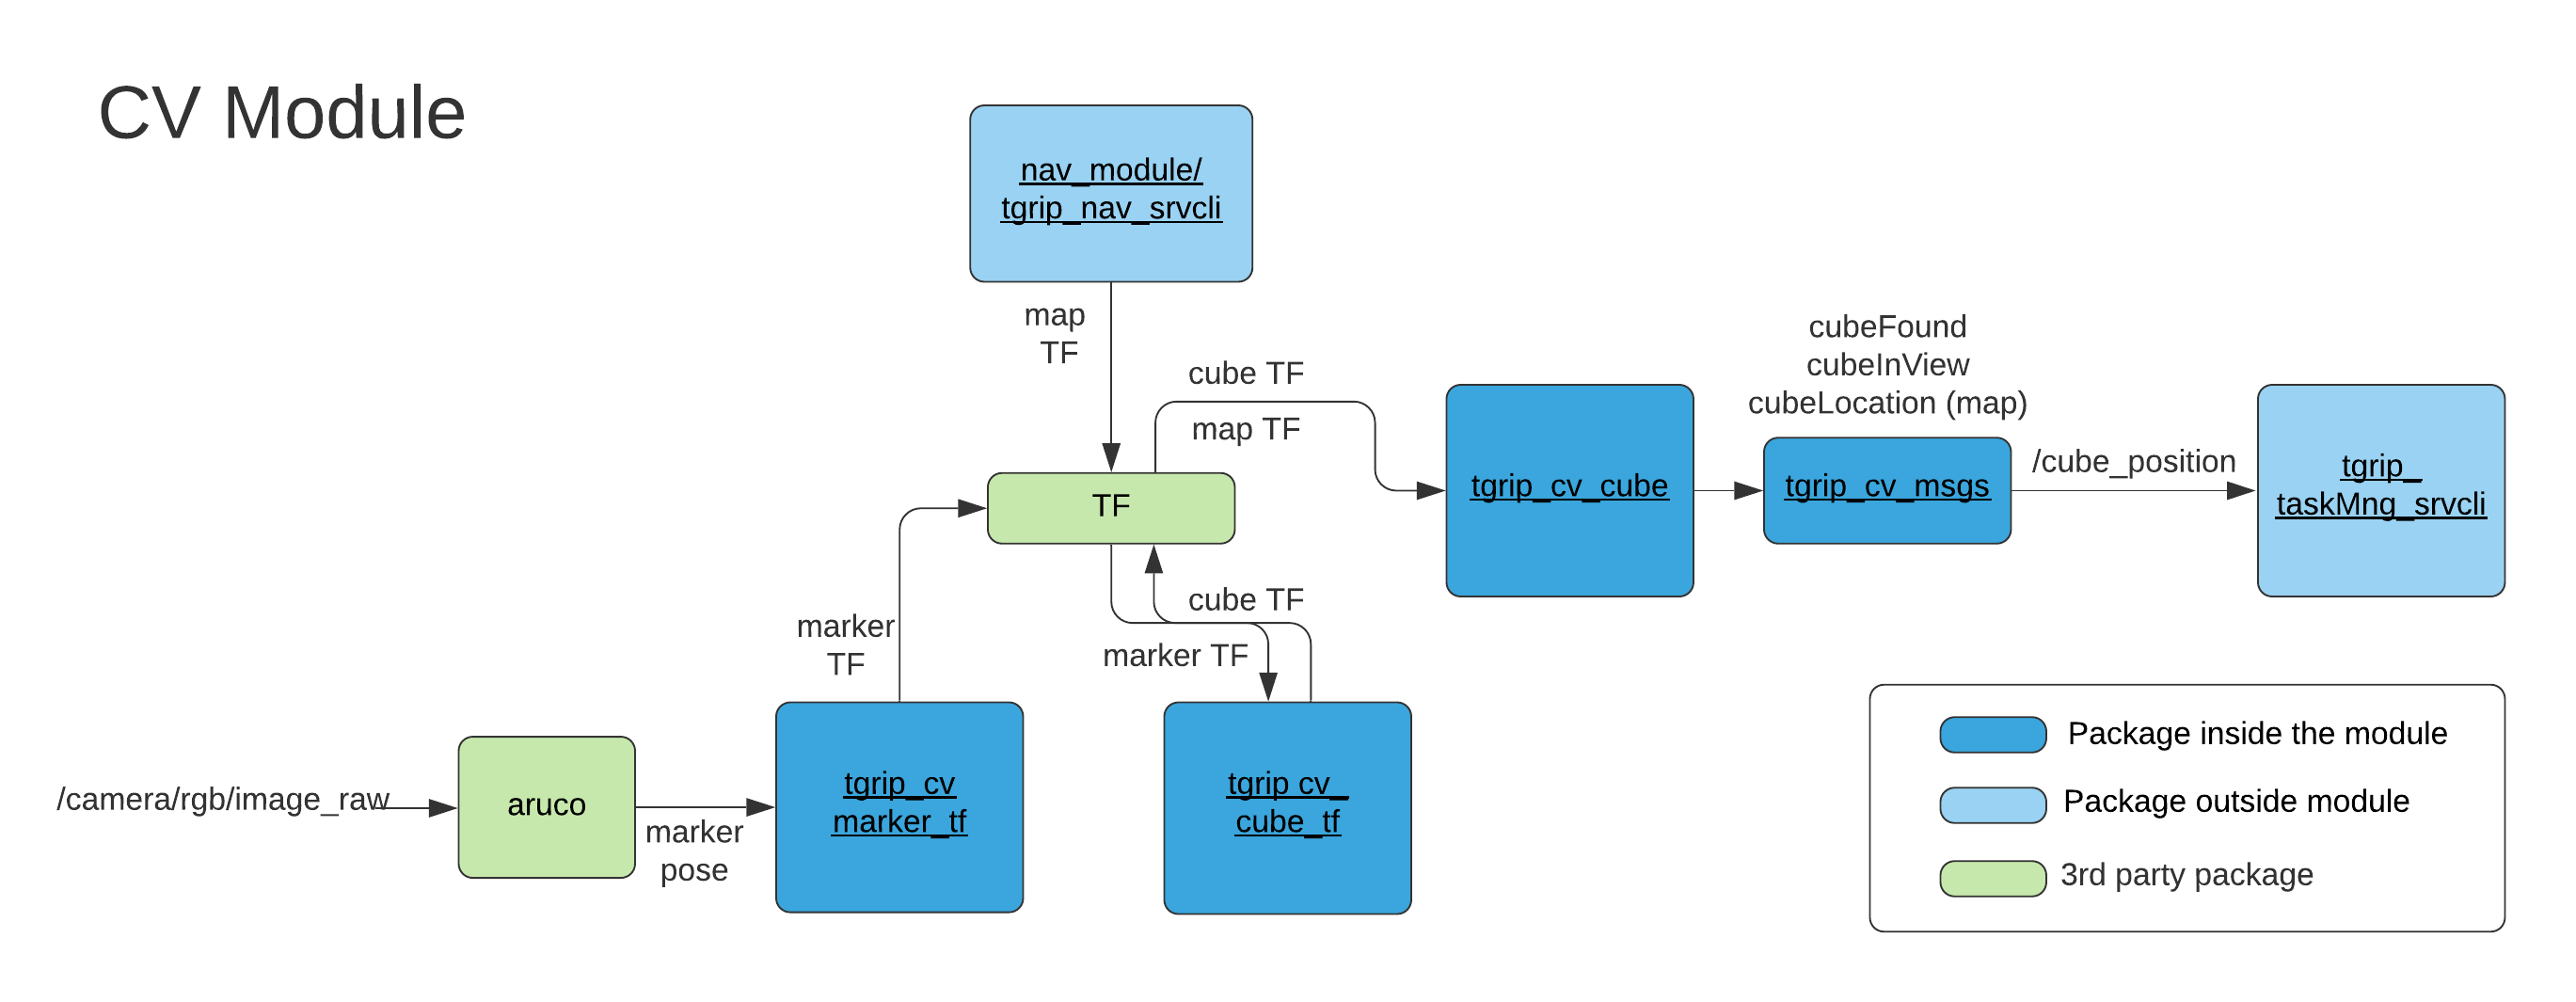 CV Module
nav_module/
tgrip_nav_srvcli
map
TF
cube TF
map TF
cubeFound
cubeInView
cubeLocation (map)
TF
tgrip_cv_cube
tgrip_cv_msgs
/cube_position
tgrip_
taskMng_srvcli
marker
TF
cube TF
marker TF
/camera/rgb/image_raw
aruco
marker
pose
tgrip_cv
marker_tf
tgrip cv_
cube_tf
Package inside the module
Package outside module
3rd party package